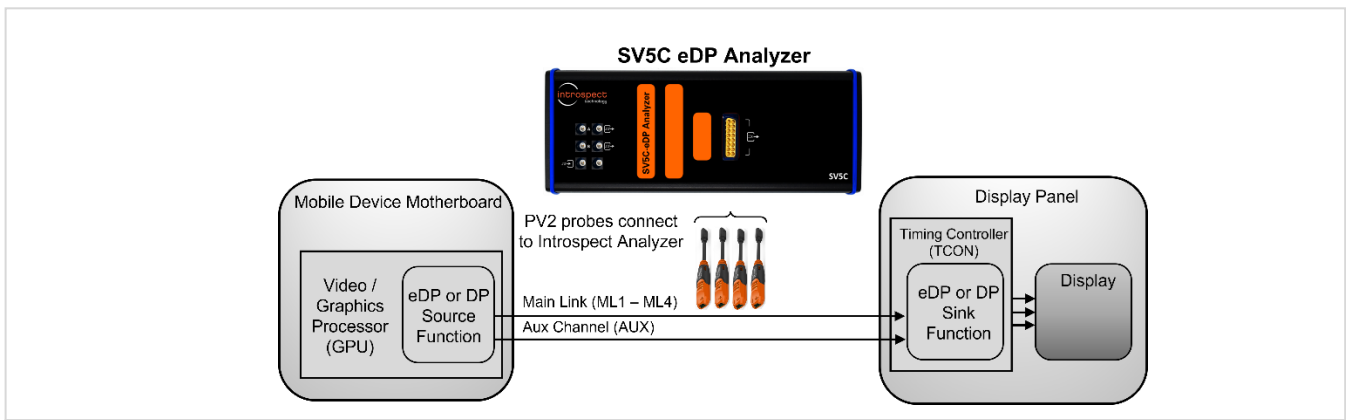 SV5C eDP Analyzer
introspect
technology
SV5C-eDP Analyzer
SV5C
Mobile Device Motherboard
Video /
Graphics
Processor
(GPU)
eDP or DP
Source
Function
PV2 probes connect
to Introspect Analyzer
Main Link (ML1 – ML4)
Aux Channel (AUX)
Display Panel
Timing Controller
(TCON)
eDP or DP
Sink
Function
Display